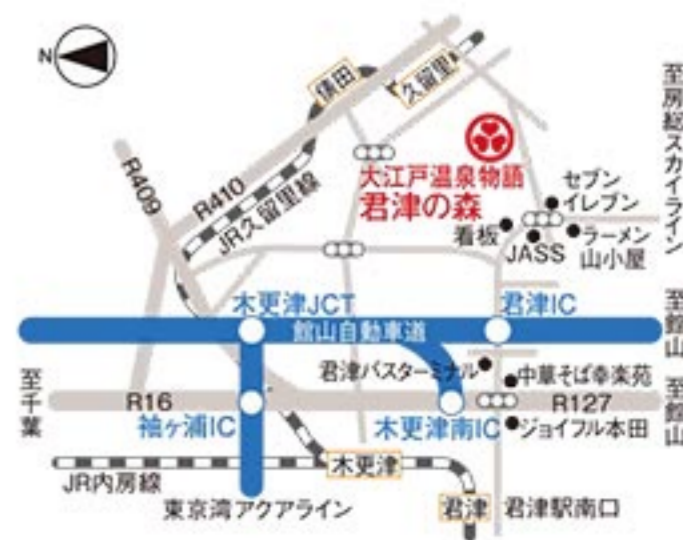 N
俵田
久留里
至房総スカイライン
R409
R410
JR久留里線
大江戸温泉物語
君津の森
セブン
イレブン
看板
JASS
ラーメン
山小屋
木更津JCT
君津IC
館山自動車道
至館山
君津バスターミナル
中華そば幸楽苑
至千葉
R16
R127
至館山
袖ヶ浦IC
木更津南IC
ジョイフル本田
木更津
JR内房線
東京湾アクアライン
君津
君津駅南口